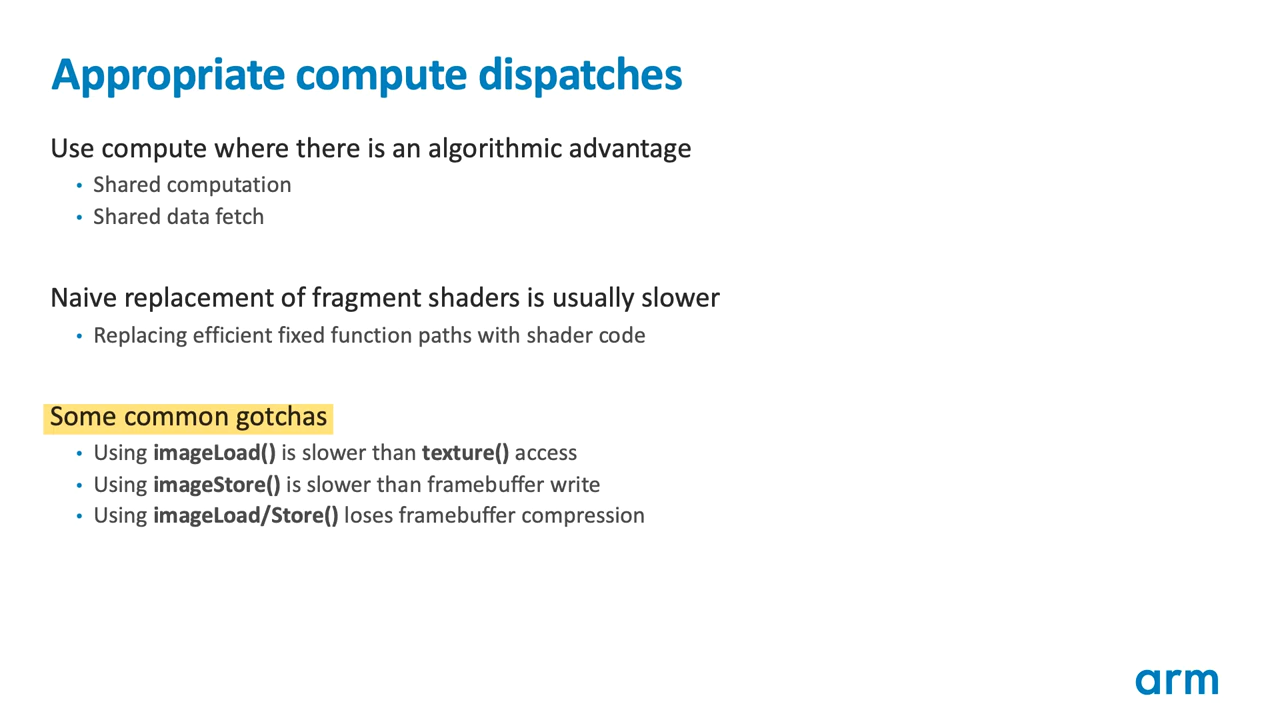 Appropriate compute dispatches
Use compute where there is an algorithmic advantage
• Shared computation
• Shared data fetch
Naive replacement of fragment shaders is usually slower
• Replacing efficient fixed function paths with shader code
Some common gotchas
• Using imageLoad() is slower than texture() access
• Using imageStore() is slower than framebuffer write
• Using imageLoad/Store() loses framebuffer compression
arm